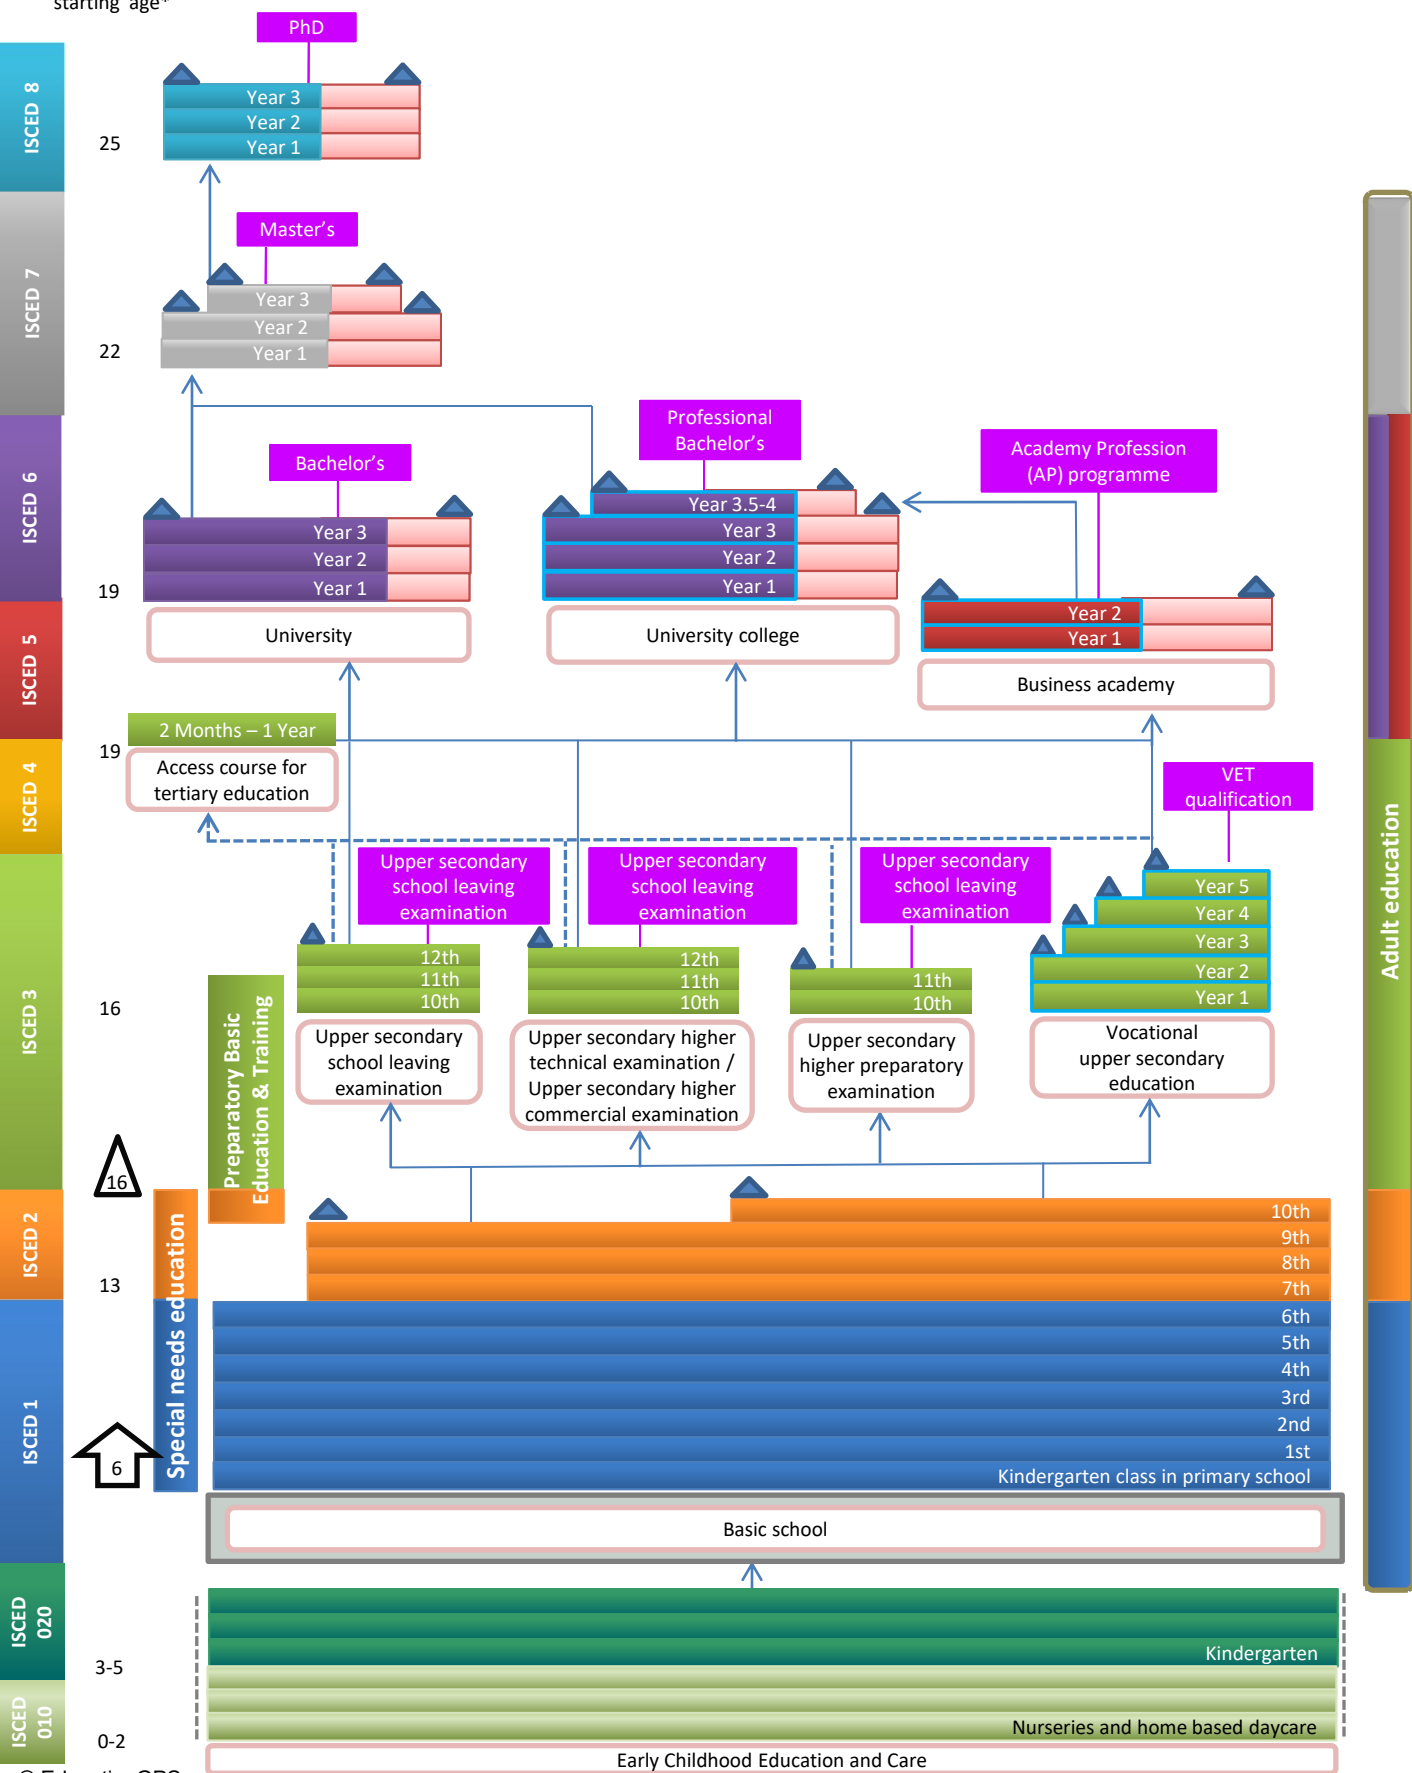 starting age*
PhD
ISCED 8
Year 3
Year 2
Year 1
25
Master's
ISCED 7
Year 3
Year 2
Year 1
22
Professional
Bachelor's
Academy Profession
(AP) programme
Bachelor's
ISCED 6
Year 3.5-4
Year 3
Year 2
Year 1
Year 3
Year 2
Year 1
19
Year 2
Year 1
University
University college
Business academy
ISCED 5
2 Months – 1 Year
19
Access course for
tertiary education
ISCED 4
VET
qualification
Adult education
Upper secondary
school leaving
examination
Upper secondary
school leaving
examination
Upper secondary
school leaving
examination
ISCED 3
12th
11th
10th
12th
11th
10th
11th
10th
Year 5
Year 4
Year 3
Year 2
Year 1
16
Preparatory Basic
Education & Training
Upper secondary
school leaving
examination
Upper secondary higher
technical examination /
Upper secondary higher
commercial examination
Upper secondary
higher preparatory
examination
Vocational
upper secondary
education
16
ISCED 2
Special needs education
10th
9th
8th
7th
13
ISCED 1
6th
5th
4th
3rd
2nd
1st
Kindergarten class in primary school
6
Basic school
ISCED
020
Kindergarten
3-5
ISCED
010
Nurseries and home based daycare
0-2
Early Childhood Education and Care